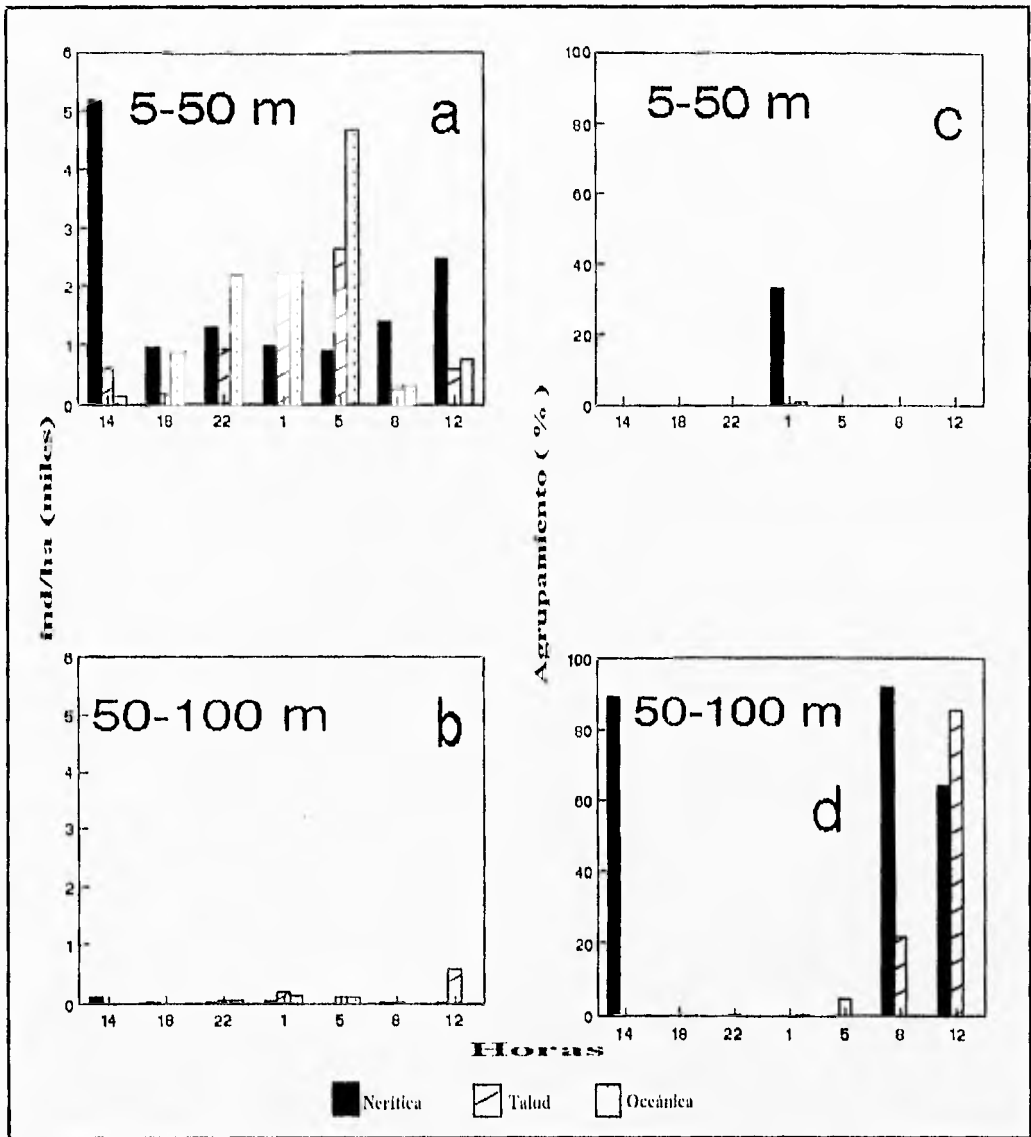 6
5
4
3
2
1
0
5-50 m
a
14 18 22 1 5 8 12
100
80
60
40
20
0
5-50 m
c
14 18 22 1 5 8 12
ind/ha (miles)
Agrupamiento ( % )
6
5
4
3
2
1
0
50-100 m
b
14 18 22 1 5 8 12
100
80
60
40
20
0
50-100 m
d
14 18 22 1 5 8 12
Horas
Nerítica Talud Oceánica